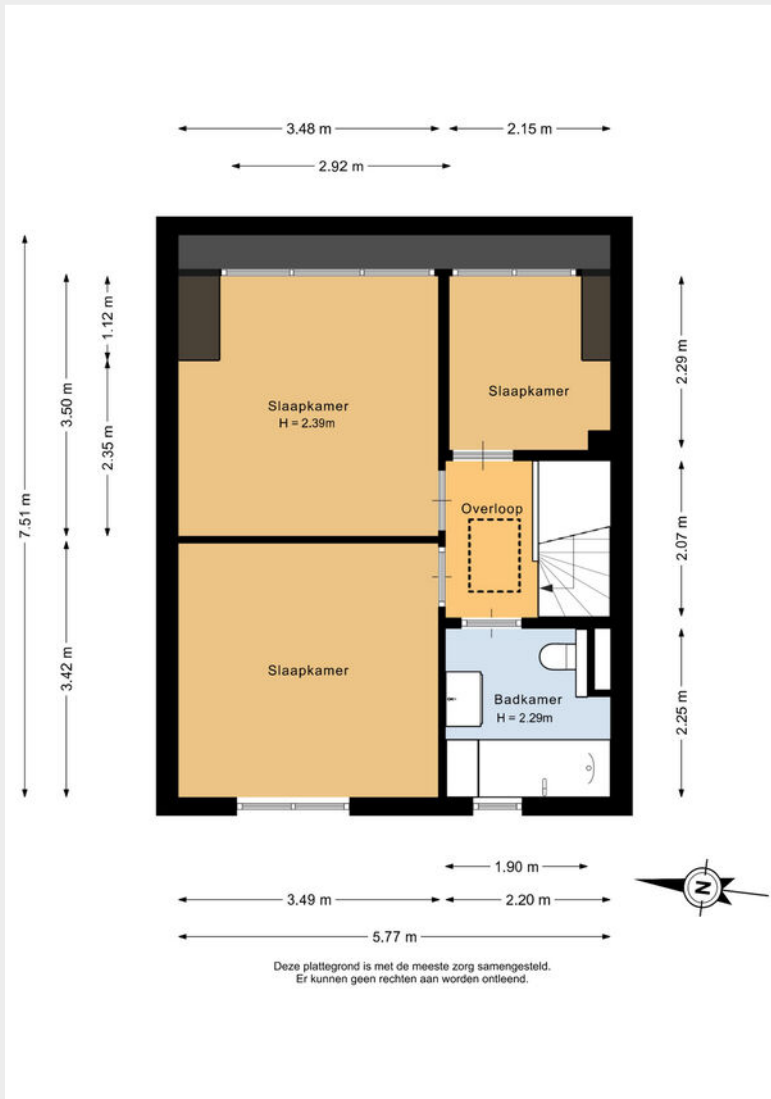 3.48 m
2.15 m
2.92 m
7.51 m
3.50 m
1.12 m
2.35 m
3.42 m
Slaapkamer
H = 2.39m
Slaapkamer
2.29 m
Overloop
2.07 m
Slaapkamer
Badkamer
H = 2.29m
2.25 m
1.90 m
3.49 m
2.20 m
5.77 m
N
Deze plattegrond is met de meeste zorg samengesteld.
Er kunnen geen rechten aan worden ontleend.